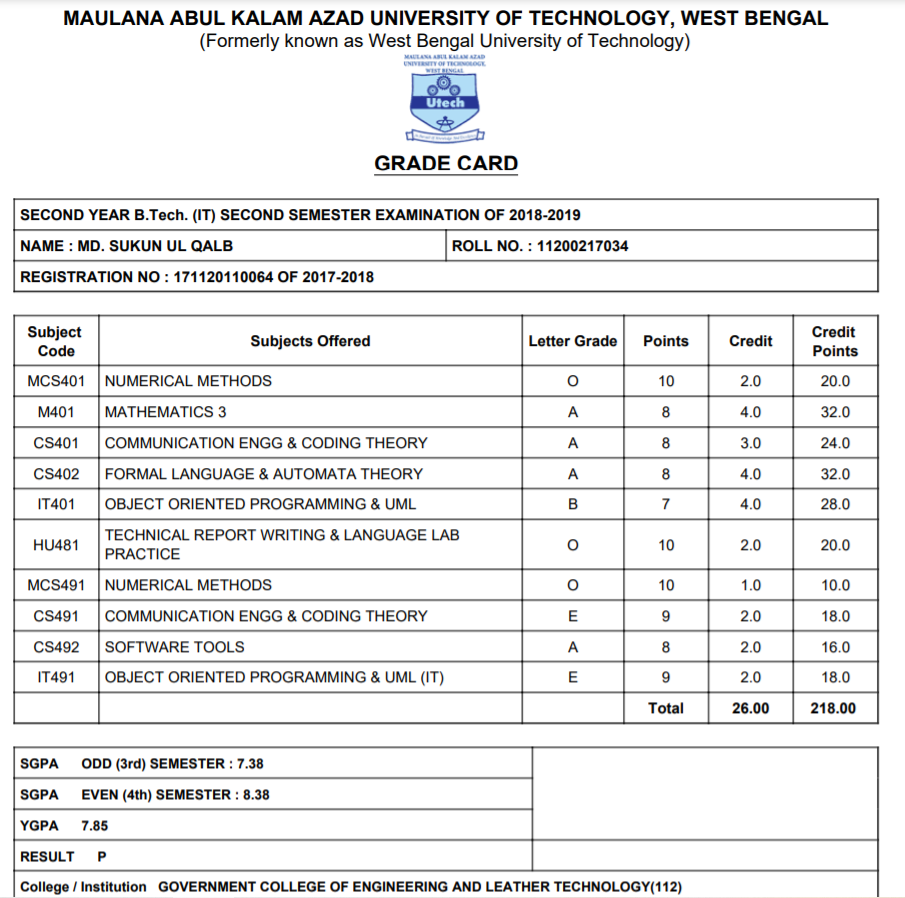 MAULANA ABUL KALAM AZAD UNIVERSITY OF TECHNOLOGY, WEST BENGAL
(Formerly known as West Bengal University of Technology)
MAULANA ABUL KALAM AZAD
UNIVERSITY OF TECHNOLOGY,
WEST BENGAL
Utech
GRADE CARD
SECOND YEAR B.Tech. (IT) SECOND SEMESTER EXAMINATION OF 2018-2019
NAME : MD. SUKUN UL QALB ROLL NO. : 11200217034
REGISTRATION NO : 171120110064 OF 2017-2018
Subject Code Subjects Offered Letter Grade Points Credit Credit Points
MCS401 NUMERICAL METHODS O 10 2.0 20.0
M401 MATHEMATICS 3 A 8 4.0 32.0
CS401 COMMUNICATION ENGG & CODING THEORY A 8 3.0 24.0
CS402 FORMAL LANGUAGE & AUTOMATA THEORY A 8 4.0 32.0
IT401 OBJECT ORIENTED PROGRAMMING & UML B 7 4.0 28.0
HU481 TECHNICAL REPORT WRITING & LANGUAGE LAB PRACTICE O 10 2.0 20.0
MCS491 NUMERICAL METHODS O 10 1.0 10.0
CS491 COMMUNICATION ENGG & CODING THEORY E 9 2.0 18.0
CS492 SOFTWARE TOOLS A 8 2.0 16.0
IT491 OBJECT ORIENTED PROGRAMMING & UML (IT) E 9 2.0 18.0
Total 26.00 218.00
SGPA ODD (3rd) SEMESTER : 7.38
SGPA EVEN (4th) SEMESTER : 8.38
YGPA 7.85
RESULT P
College / Institution GOVERNMENT COLLEGE OF ENGINEERING AND LEATHER TECHNOLOGY(112)